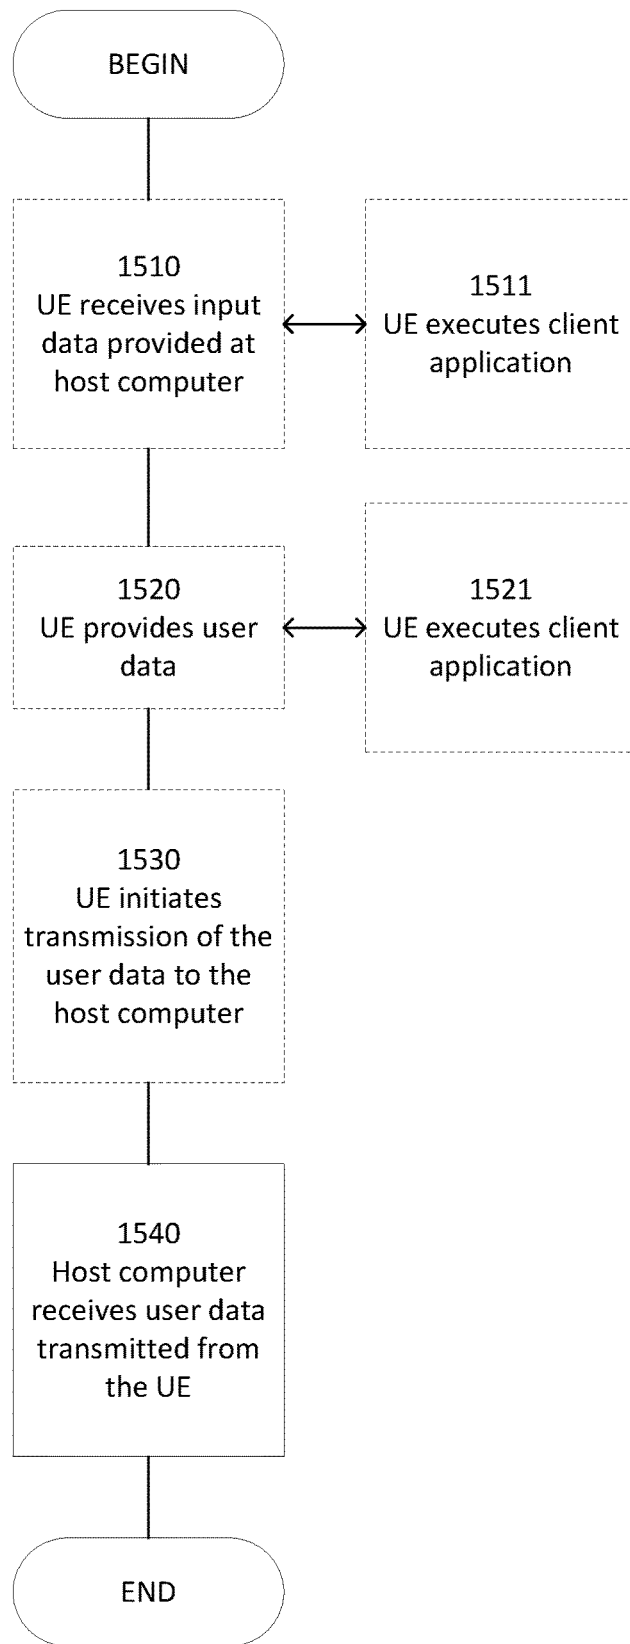 BEGIN
1510
UE receives input
data provided at
host computer
1511
UE executes client
application
1520
UE provides user
data
1521
UE executes client
application
1530
UE initiates
transmission of the
user data to the
host computer
1540
Host computer
receives user data
transmitted from
the UE
END